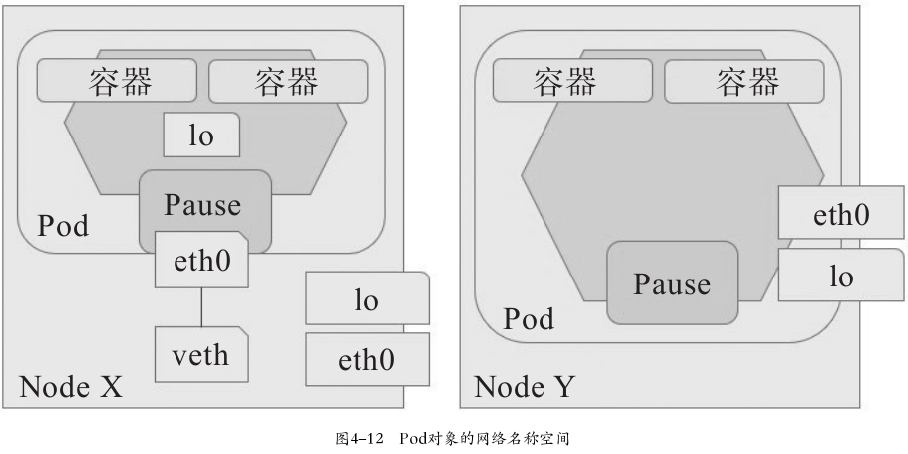 容器
容器
lo
Pause
Pod
eth0
lo
veth
eth0
Node X
容器
容器
eth0
lo
Pause
Pod
Node Y
图4–12 Pod对象的网络名称空间